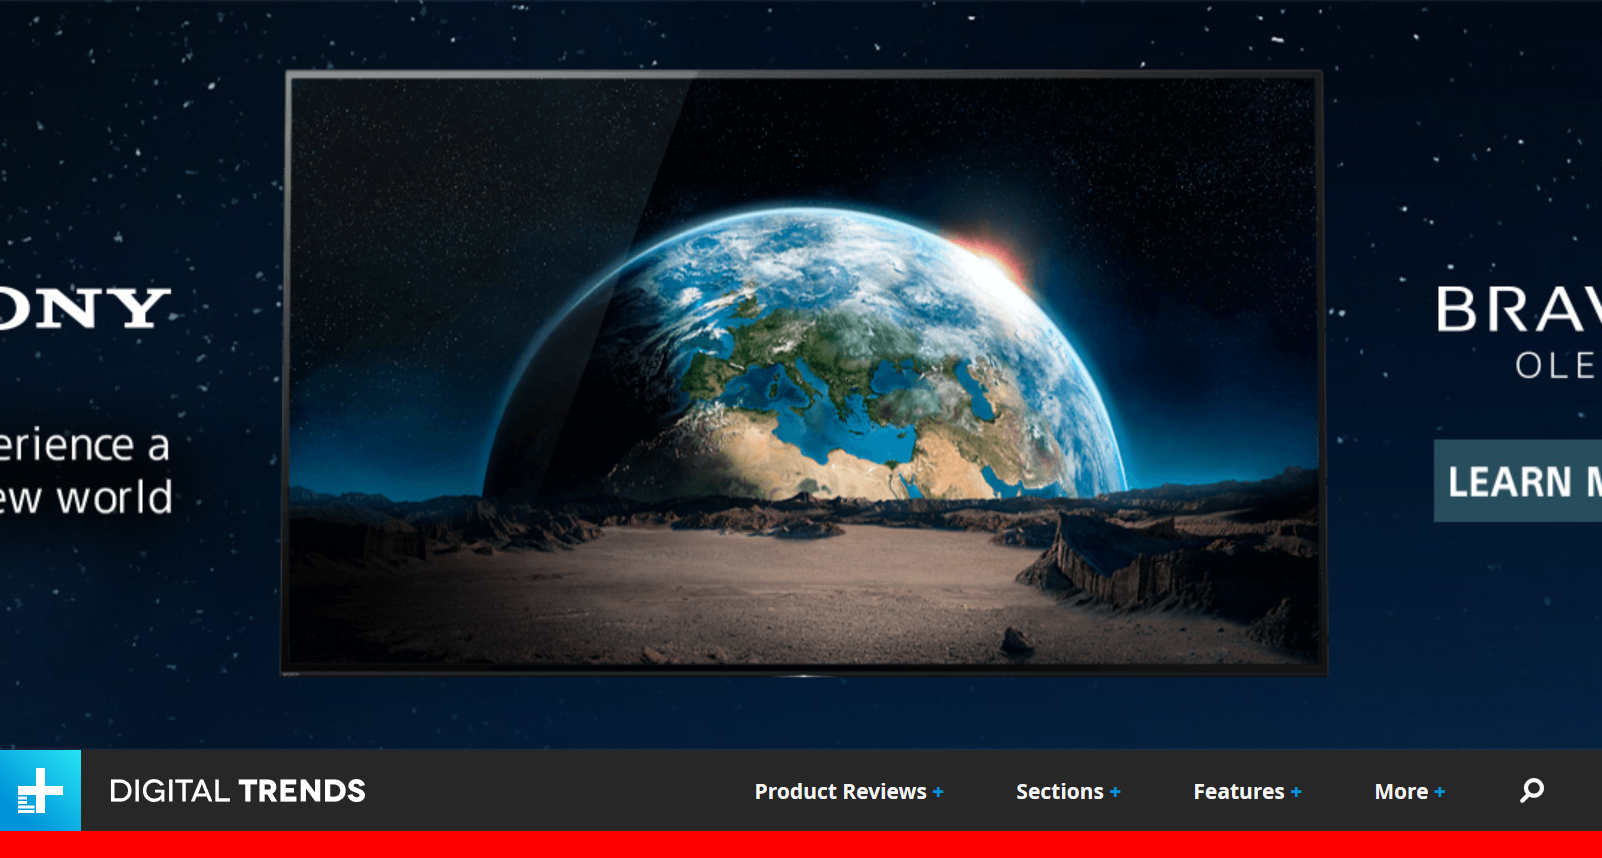 ONY
erience a
ew world
BRAV
OLE
LEARN M
DIGITAL TRENDS
Product Reviews +
Sections +
Features +
More +